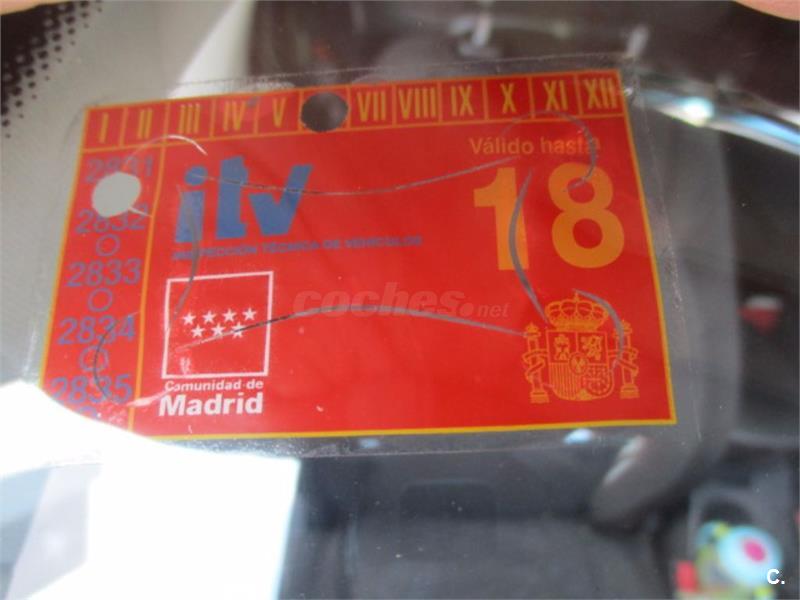 I II III IV V VII VIII IX X XI XII
2831
2832
2833
2834
2835
Válido hasta
18
itv
INSPECCIÓN TÉCNICA DE VEHÍCULOS
Comunidad de
Madrid
coches.net
C.